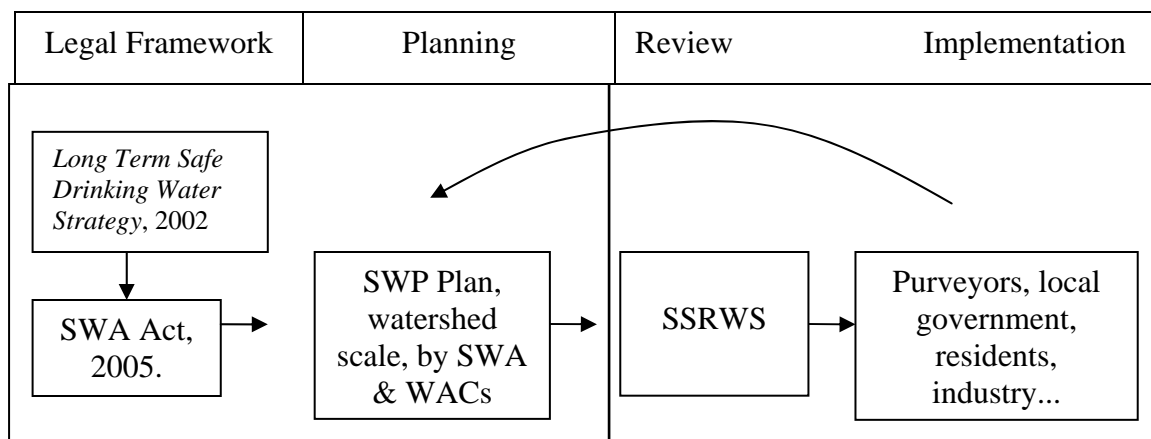 Legal Framework
Planning
Review
Implementation
Long Term Safe
Drinking Water
Strategy, 2002
SWA Act,
2005.
SWP Plan,
watershed
scale, by SWA
& WACs
SSRWS
Purveyors, local
government,
residents,
industry...